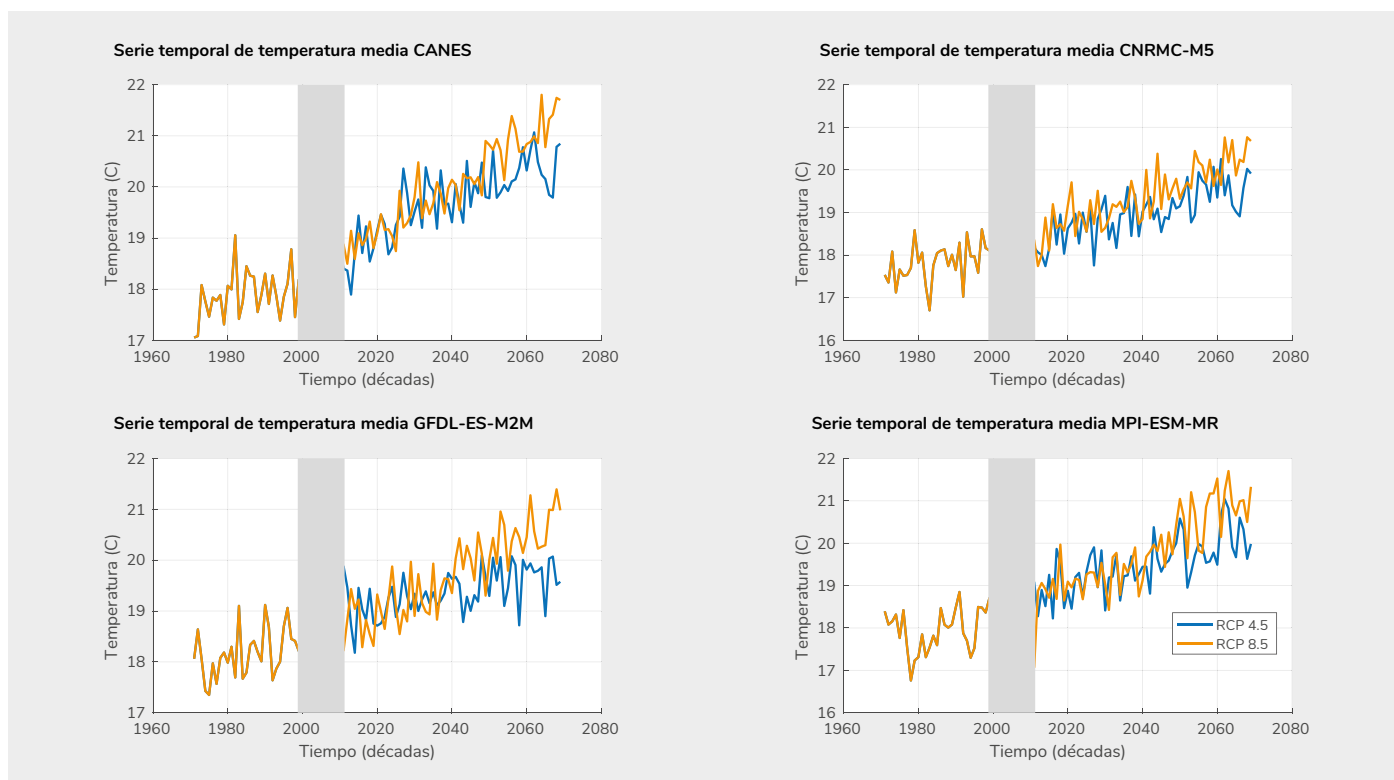 Serie temporal de temperatura media CANES
22
21
20
19
18
17
Temperatura (C)
1960 1980 2000 2020 2040 2060 2080
Tiempo (décadas)
Serie temporal de temperatura media CNRMC-M5
22
21
20
19
18
17
16
Temperatura (C)
1960 1980 2000 2020 2040 2060 2080
Tiempo (décadas)
Serie temporal de temperatura media GFDL-ES-M2M
22
21
20
19
18
17
Temperatura (C)
1960 1980 2000 2020 2040 2060 2080
Tiempo (décadas)
Serie temporal de temperatura media MPI-ESM-MR
22
21
20
19
18
17
16
Temperatura (C)
RCP 4.5
RCP 8.5
1960 1980 2000 2020 2040 2060 2080
Tiempo (décadas)